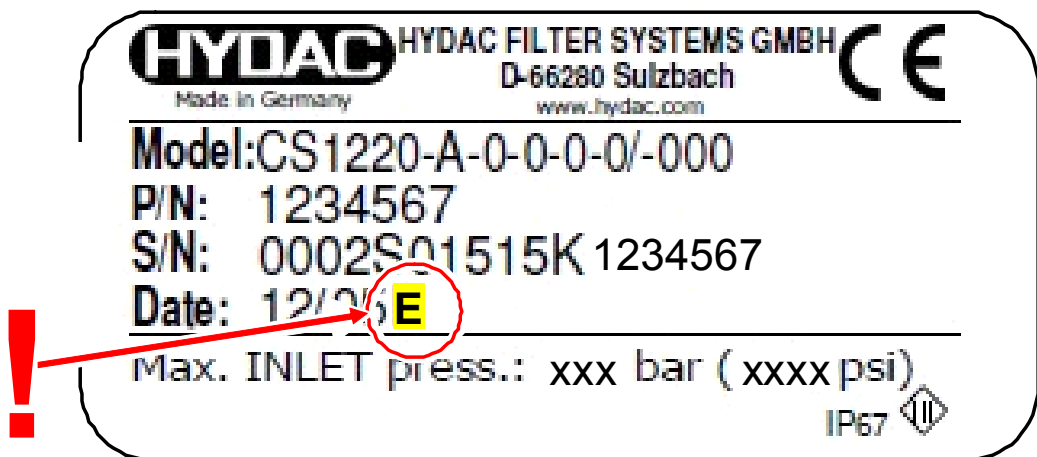 HYDAC HYDAC FILTER SYSTEMS GMBH CE
D-66280 Sulzbach
Made in Germany www.hydac.com
Model:CS1220-A-0-0-0-0/-000
P/N: 1234567
S/N: 0002S01515K 1234567
Date: E
!
Max. INLET press.: xxx bar (xxxx psi)
IP67